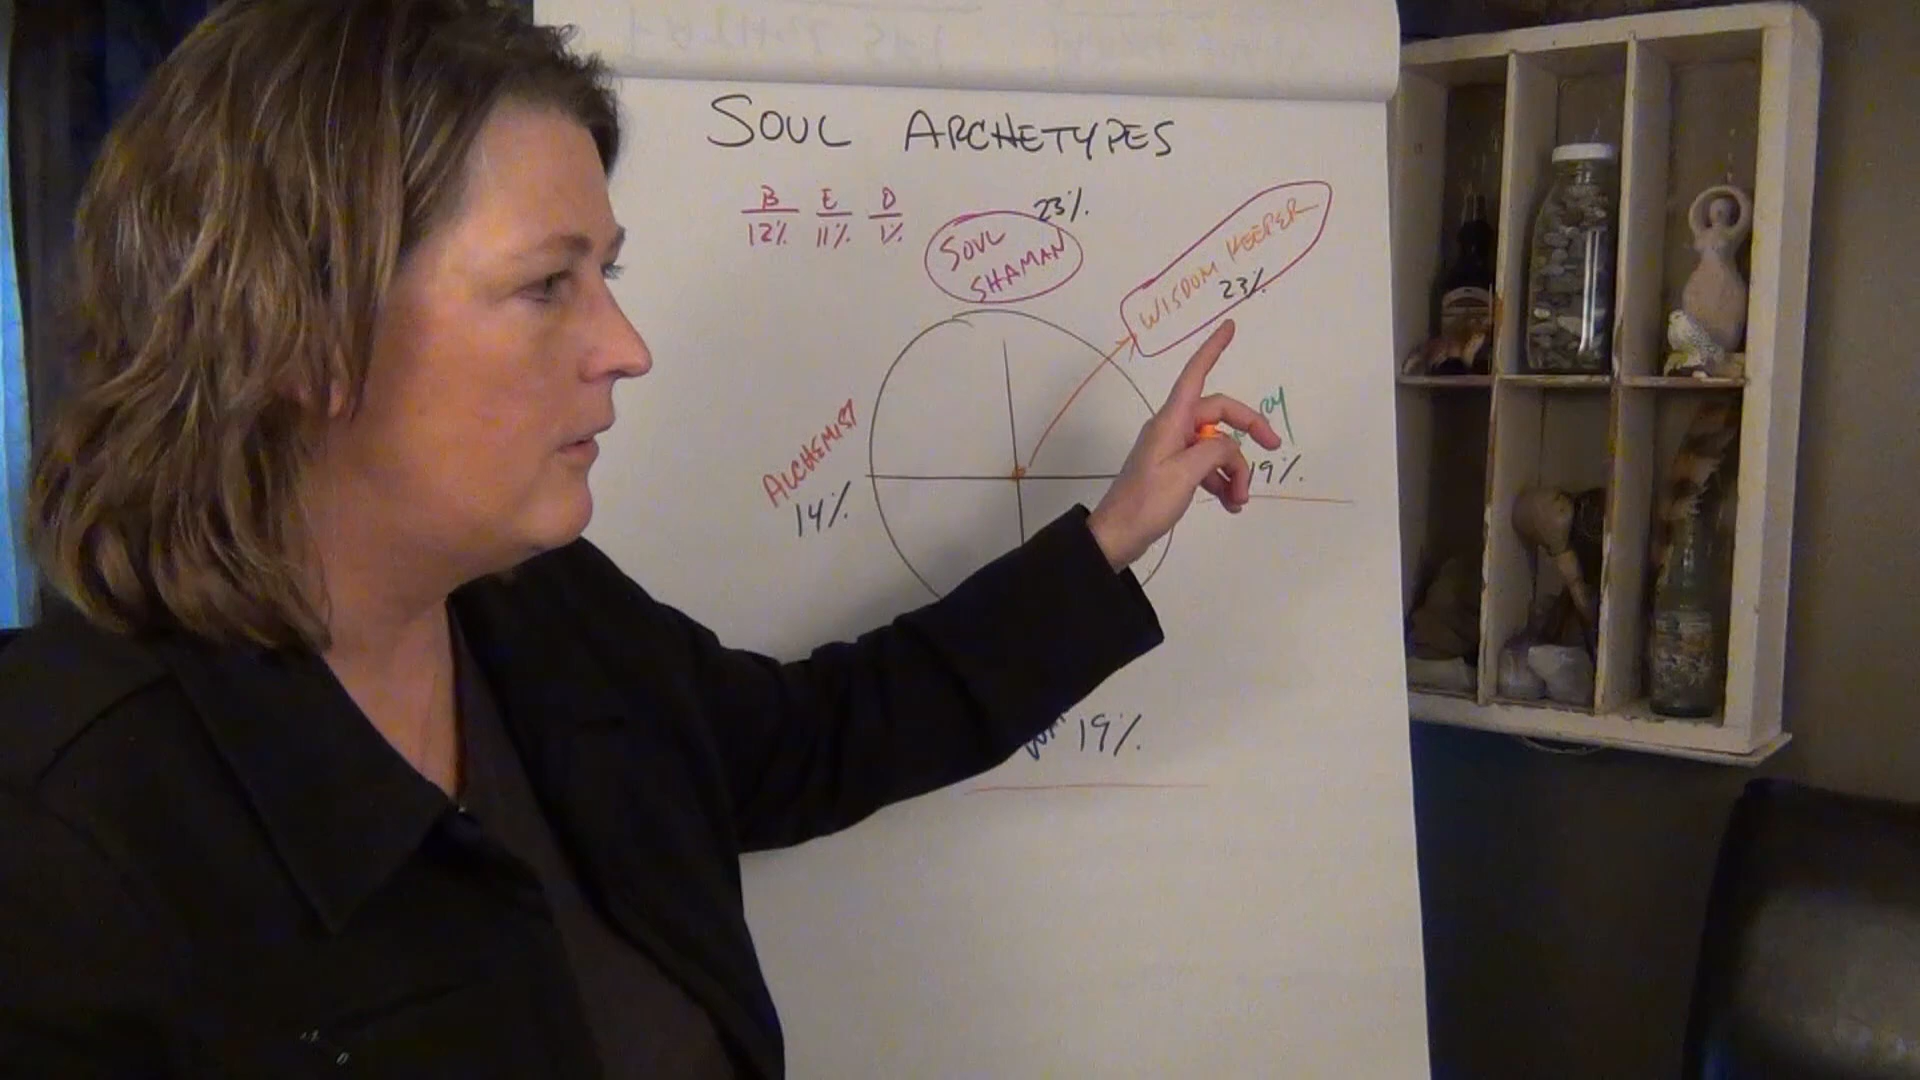 SOUL ARCHETYPES
B E D
12% 11% 1%
23%
SOUL
SHAMAN
WISDOM KEEPER
23%
ALCHEMIST
14%
19%
19%